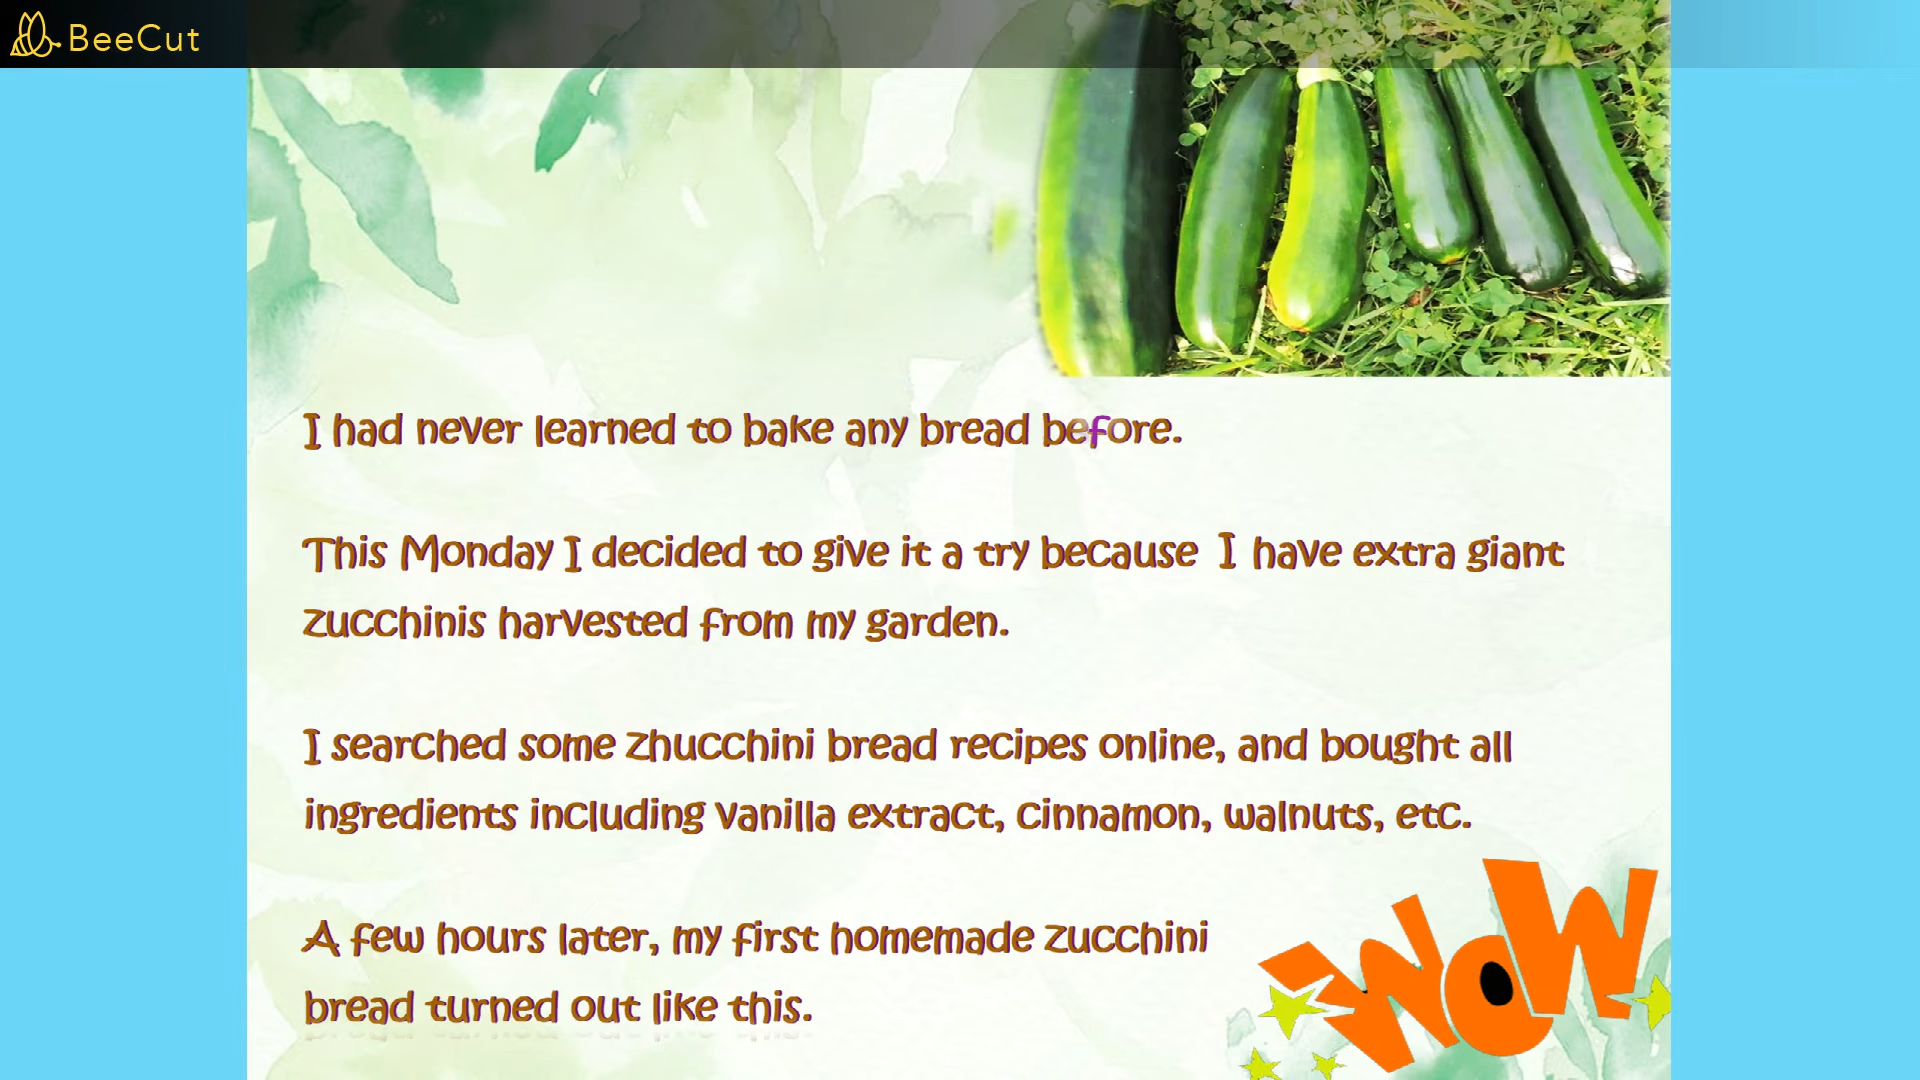 BeeCut
I had never learned to bake any bread before.
This Monday I decided to give it a try because I have extra giant
zucchinis harvested from my garden.
I searched some zhucchini bread recipes online, and bought all
ingredients including vanilla extract, cinnamon, walnuts, etc.
A few hours later, my first homemade zucchini
bread turned out like this.
WOW